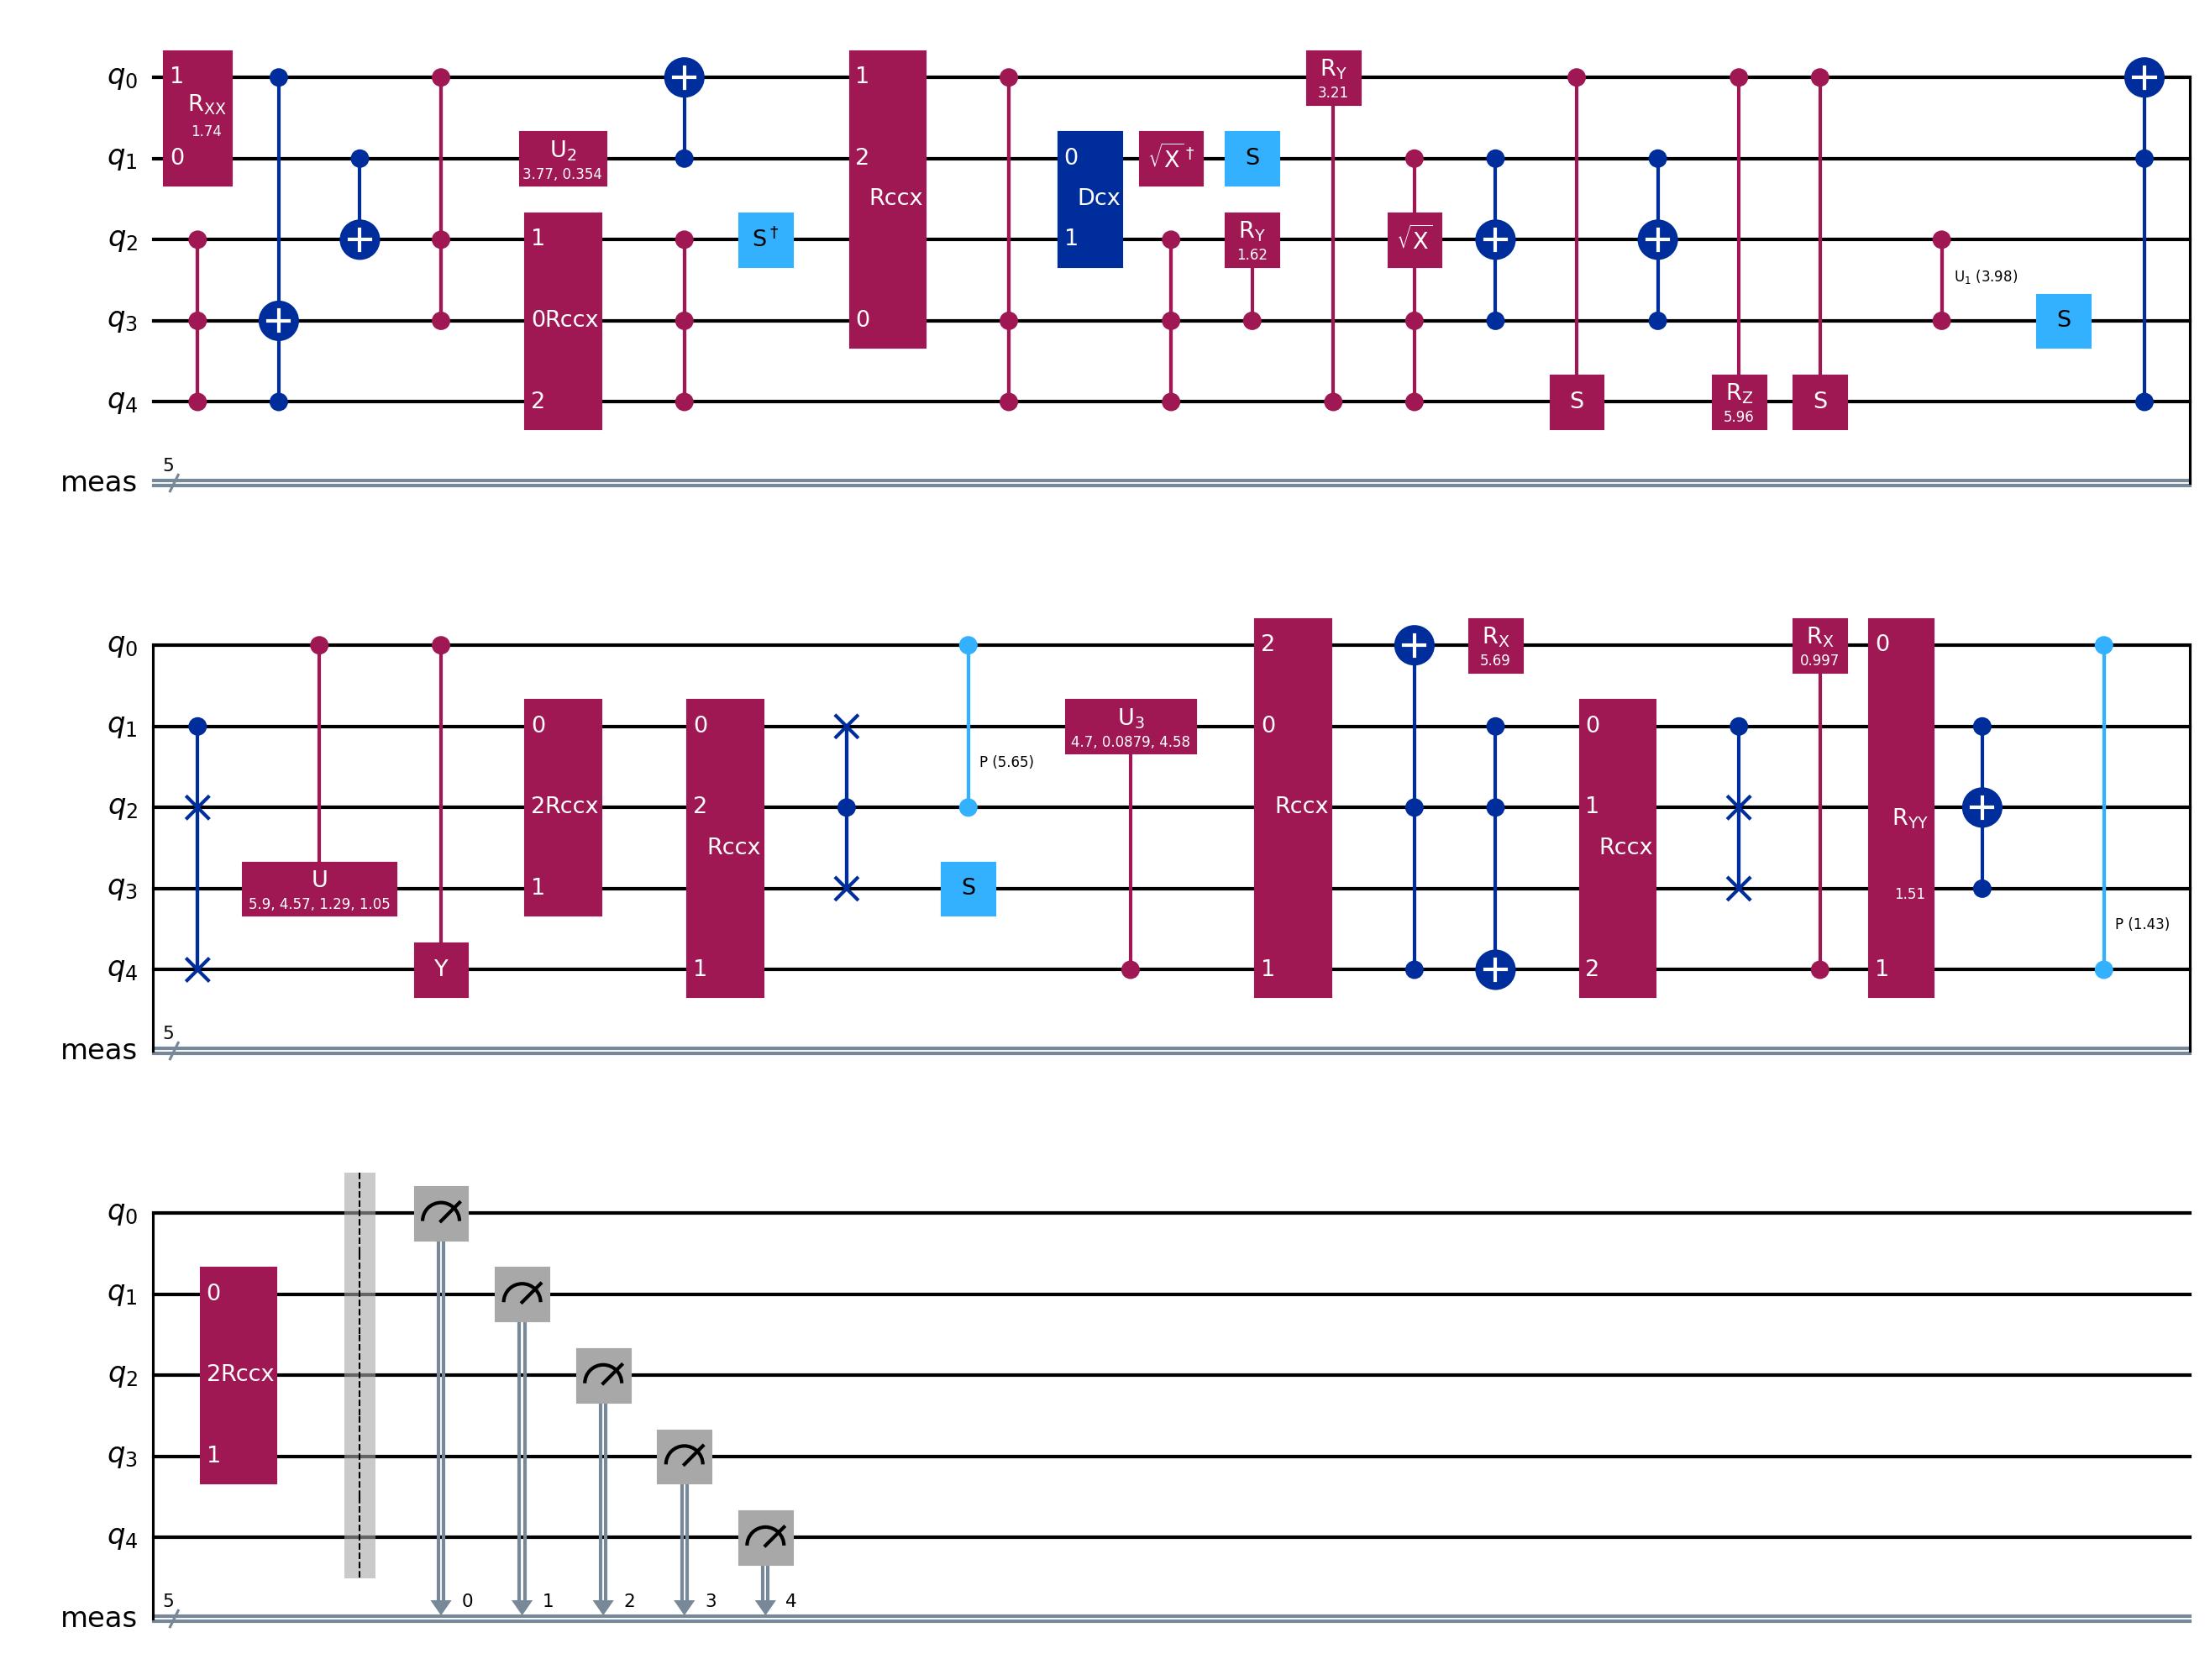 q0 1 RXX 1.74 1 RY 3.21
q1 0 U2 3.77, 0.354 2 Rccx 0 Dcx √X† S
q2 1 S† 1 RY 1.62 √X U1 (3.98)
q3 0Rccx 0 S
q4 2 S RZ 5.96 S
meas 5
q0 2 RX 5.69 RX 0.997 0
q1 0 0 P (5.65) U3 4.7, 0.0879, 4.58 0 0
q2 2Rccx 2 Rccx Rccx 1 Rccx RYY
q3 U 5.9, 4.57, 1.29, 1.05 1 S 1.51
q4 Y 1 1 2 1 P (1.43)
meas 5
q0
q1 0
q2 2Rccx
q3 1
q4
meas 5 0 1 2 3 4